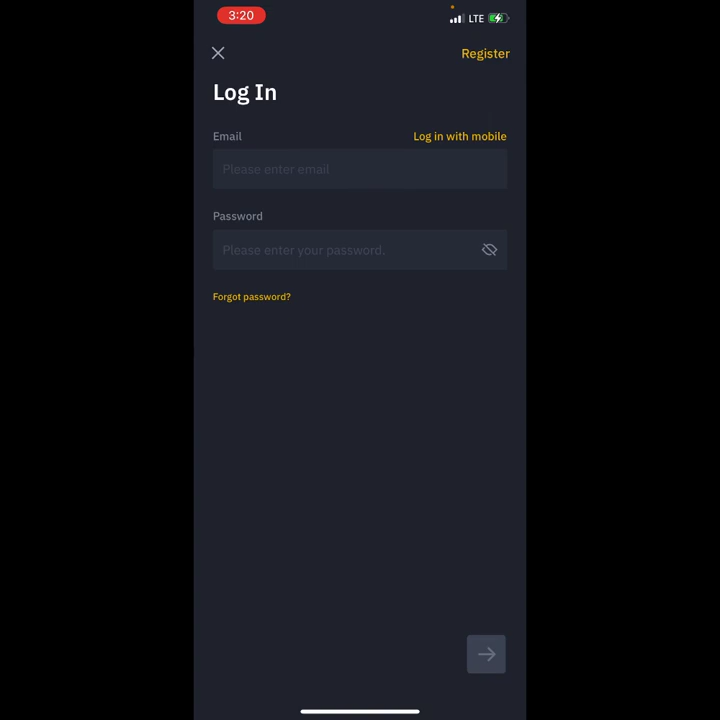 3:20
LTE
Register
Log In
Email
Log in with mobile
Please enter email
Password
Please enter your password.
Forgot password?